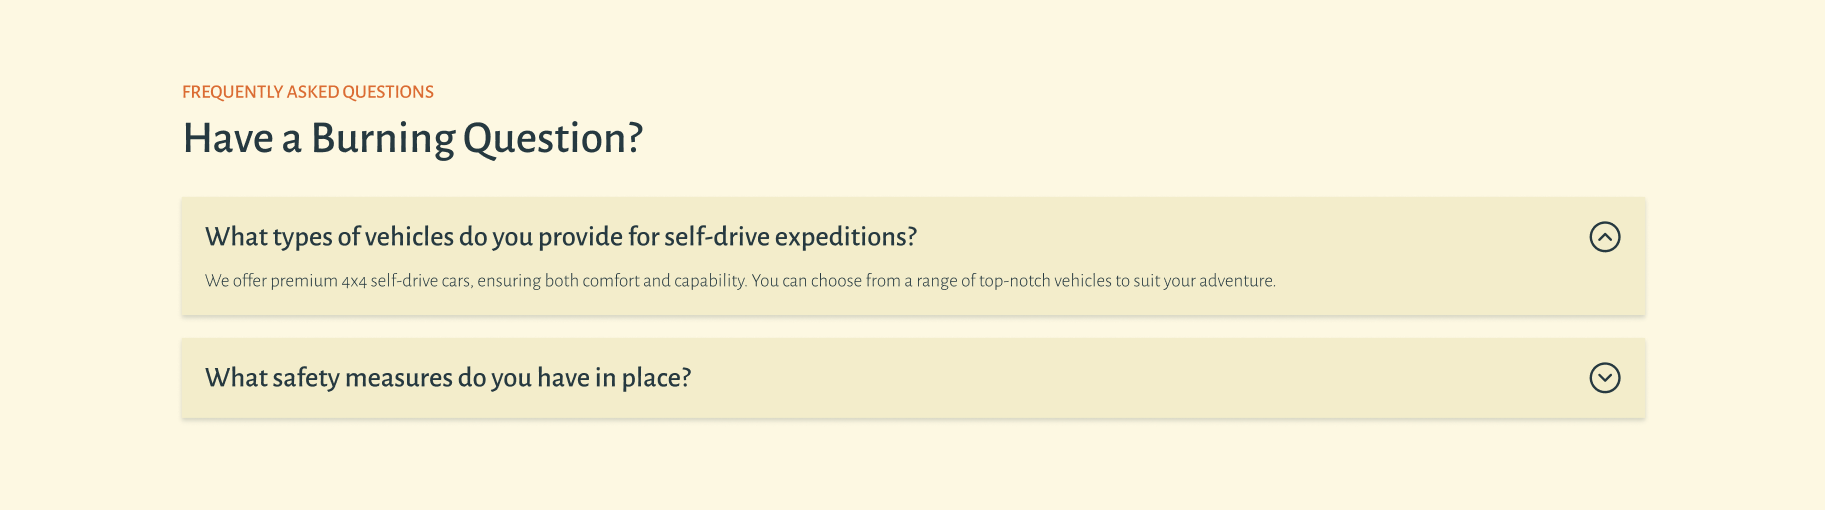 FREQUENTLY ASKED QUESTIONS
Have a Burning Question?
What types of vehicles do you provide for self-drive expeditions?
We offer premium 4x4 self-drive cars, ensuring both comfort and capability. You can choose from a range of top-notch vehicles to suit your adventure.
What safety measures do you have in place?